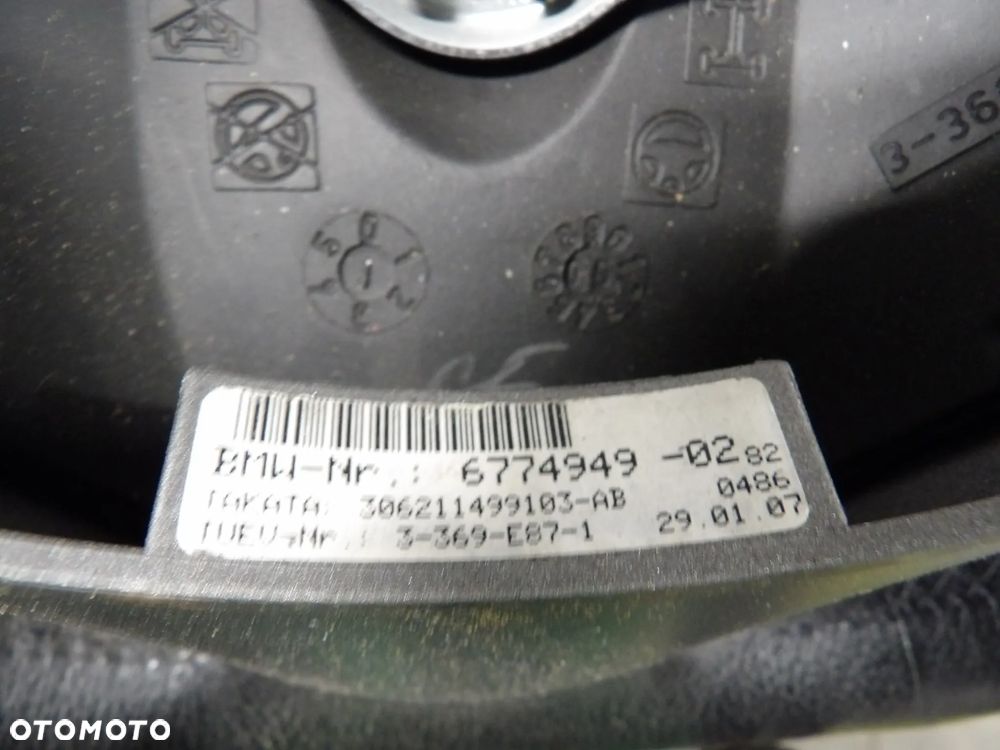 3-36
BMW-Nr.: 6774949 -02 82
TAKATA: 306211499103-AB 0486
TUEV-Nr.: 3-369-E87-1 29.01.07
OTOMOTO